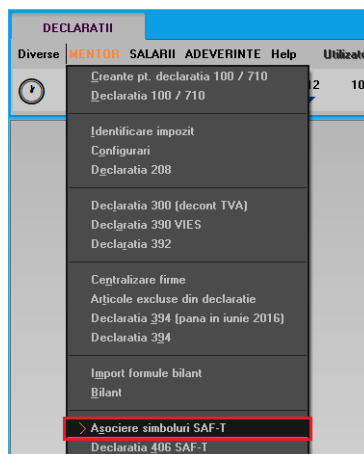 DECLARATII
Diverse MENTOR SALARII ADEVERINTE Help
Creante pt. declaratia 100 / 710
Declaratia 100 / 710
12 10
Identificare impozit
Configurari
Declaratia 208
Declaratia 300 (decont TVA)
Declaratia 390 VIES
Declaratia 392
Centralizare firme
Articole excluse din declaratie
Declaratia 394 (pana in iunie 2016)
Declaratia 394
Import formule bilant
Bilant
Asociere simboluri SAF-T
Declaratia 406 SAF-T